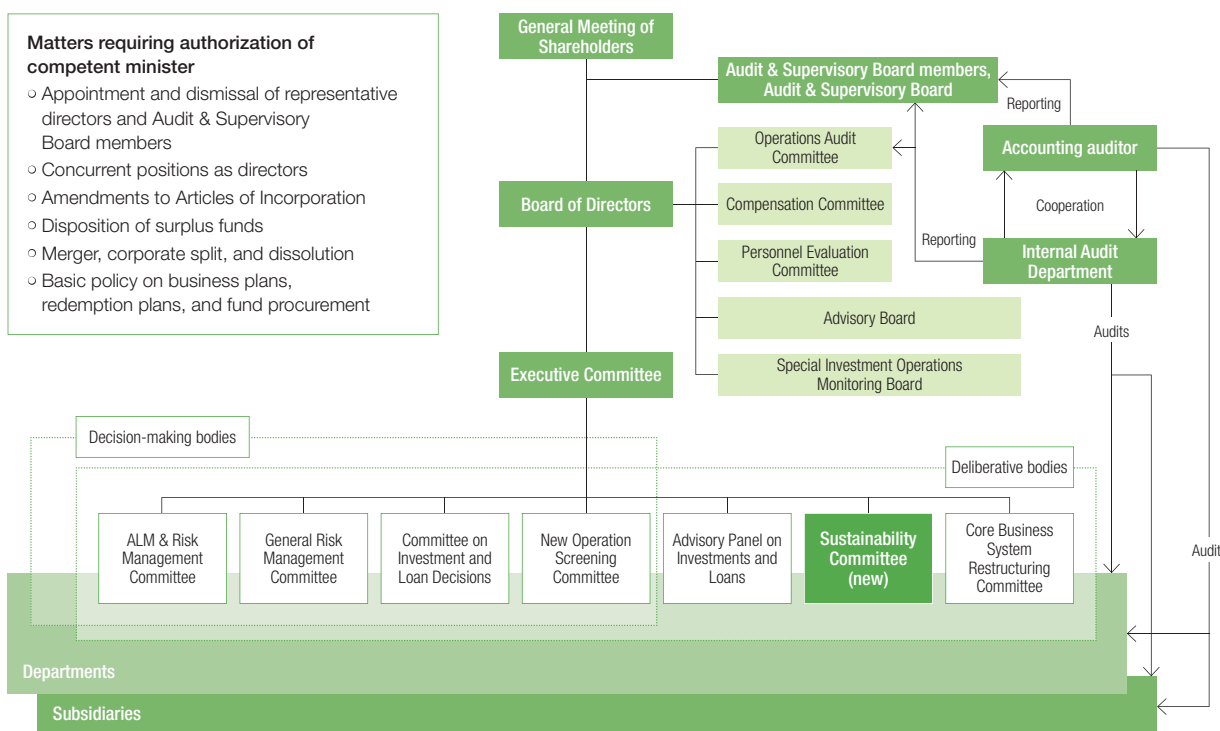 Matters requiring authorization of
competent minister
Appointment and dismissal of representative
directors and Audit & Supervisory
Board members
Concurrent positions as directors
Amendments to Articles of Incorporation
Disposition of surplus funds
Merger, corporate split, and dissolution
Basic policy on business plans,
redemption plans, and fund procurement
General Meeting of
Shareholders
Audit & Supervisory Board members,
Audit & Supervisory Board
Reporting
Operations Audit
Committee
Accounting auditor
Board of Directors
Compensation Committee
Cooperation
Reporting
Personnel Evaluation
Committee
Internal Audit
Department
Advisory Board
Audits
Executive Committee
Special Investment Operations
Monitoring Board
Decision-making bodies
Deliberative bodies
ALM & Risk
Management
Committee
General Risk
Management
Committee
Committee on
Investment and
Loan Decisions
New Operation
Screening
Committee
Advisory Panel on
Investments and
Loans
Sustainability
Committee
(new)
Core Business
System
Restructuring
Committee
Audit
Departments
Subsidiaries